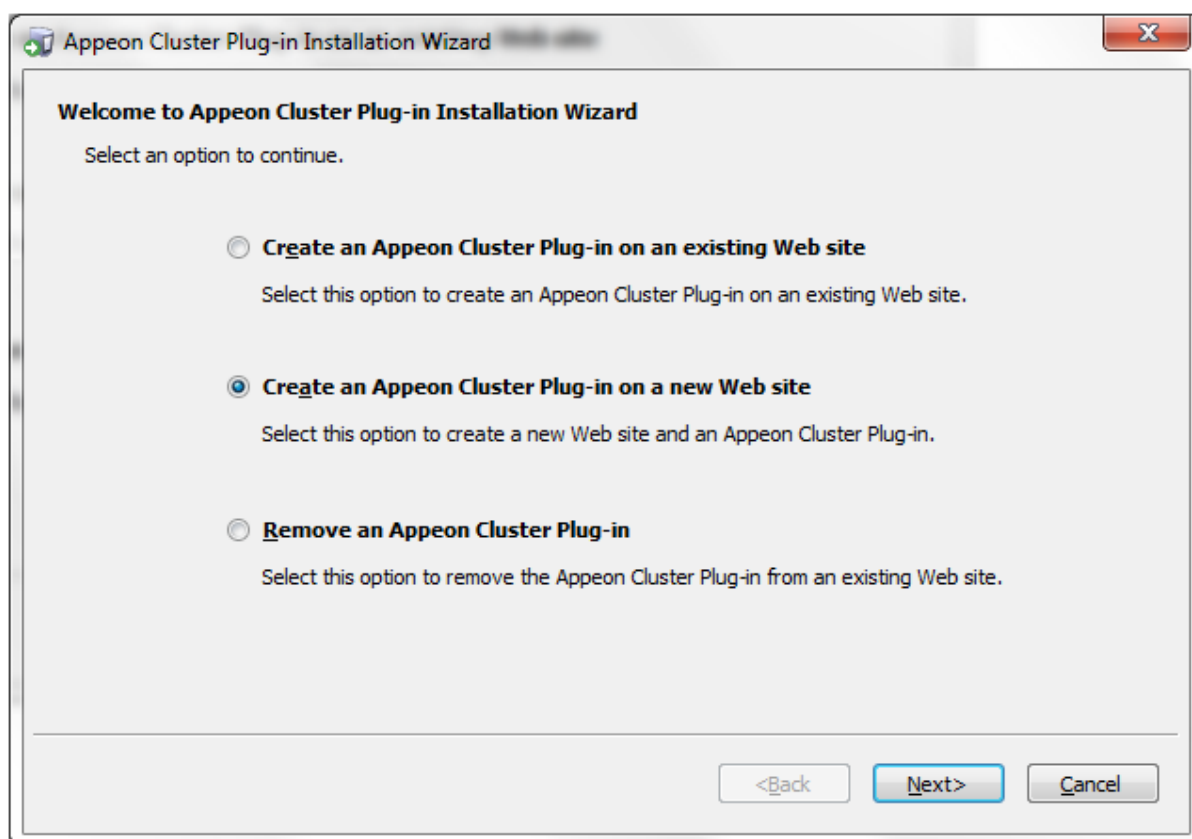 Appeon Cluster Plug-in Installation Wizard
Welcome to Appeon Cluster Plug-in Installation Wizard
Select an option to continue.
Create an Appeon Cluster Plug-in on an existing Web site
Select this option to create an Appeon Cluster Plug-in on an existing Web site.
Create an Appeon Cluster Plug-in on a new Web site
Select this option to create a new Web site and an Appeon Cluster Plug-in.
Remove an Appeon Cluster Plug-in
Select this option to remove the Appeon Cluster Plug-in from an existing Web site.
<Back Next> Cancel